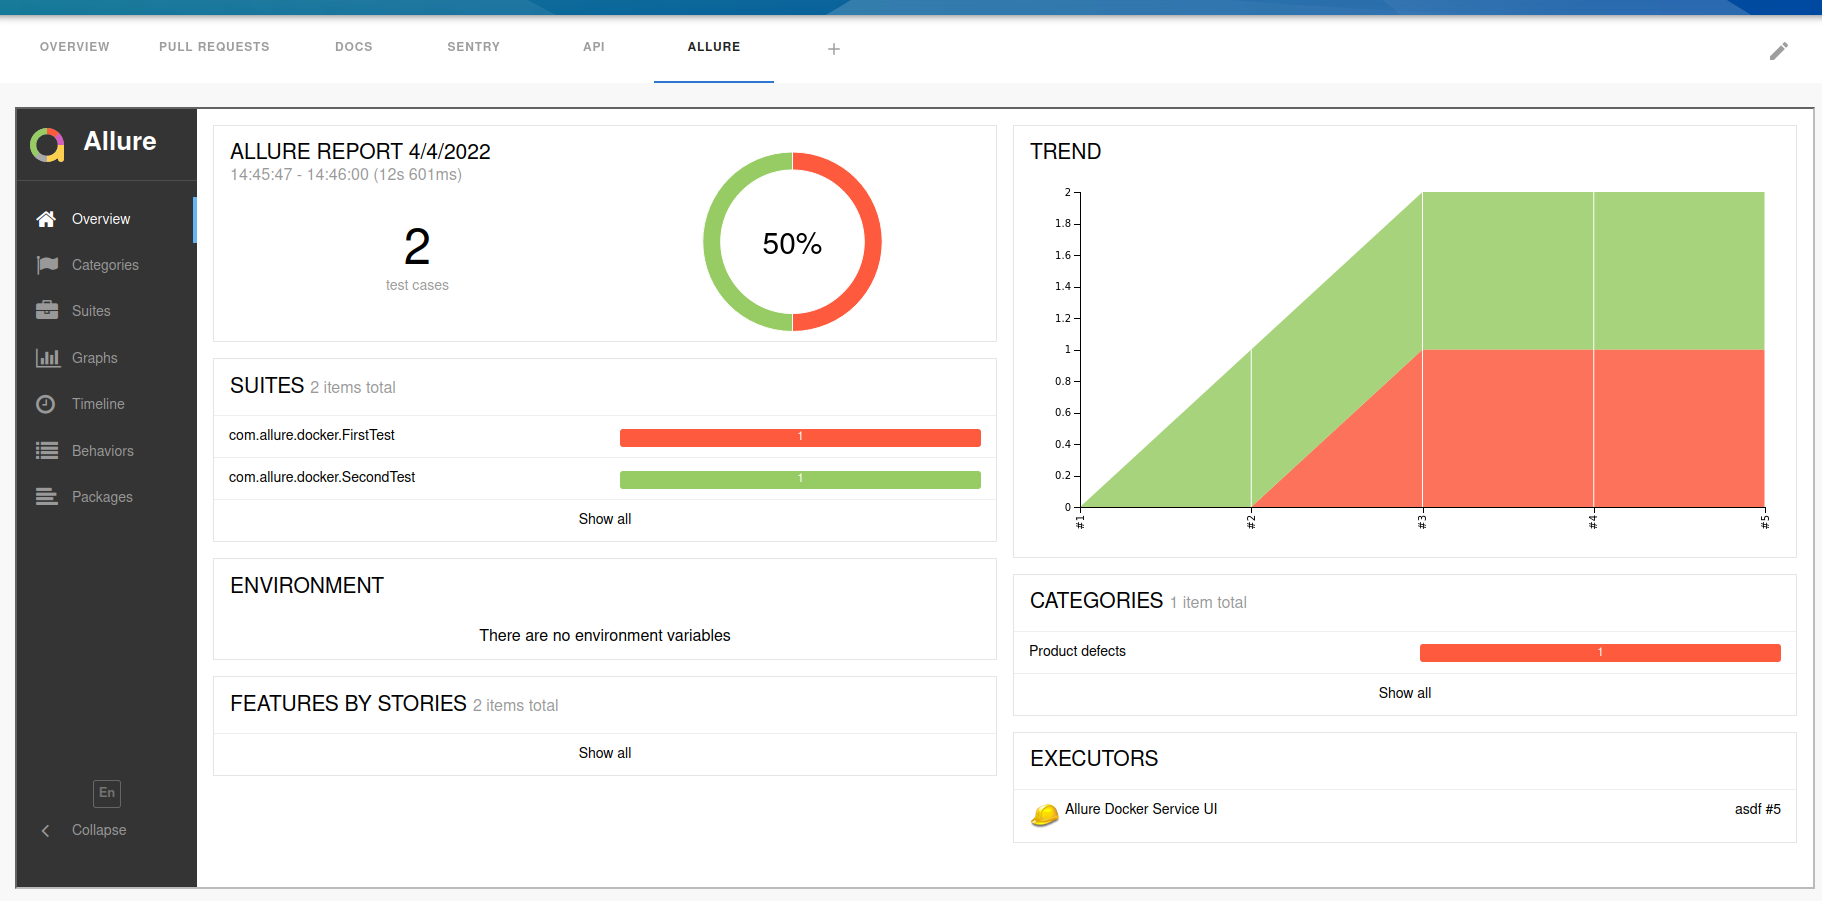 OVERVIEW PULL REQUESTS DOCS SENTRY API ALLURE +
Allure
Overview
Categories
Suites
Graphs
Timeline
Behaviors
Packages
En
Collapse
ALLURE REPORT 4/4/2022
14:45:47 - 14:46:00 (12s 601ms)
2
test cases
50%
SUITES 2 items total
com.allure.docker.FirstTest 1
com.allure.docker.SecondTest 1
Show all
ENVIRONMENT
There are no environment variables
FEATURES BY STORIES 2 items total
Show all
TREND
2
1.8
1.6
1.4
1.2
1
0.8
0.6
0.4
0.2
0
#1 #2 #3 #4 #5
CATEGORIES 1 item total
Product defects 1
Show all
EXECUTORS
Allure Docker Service UI asdf #5